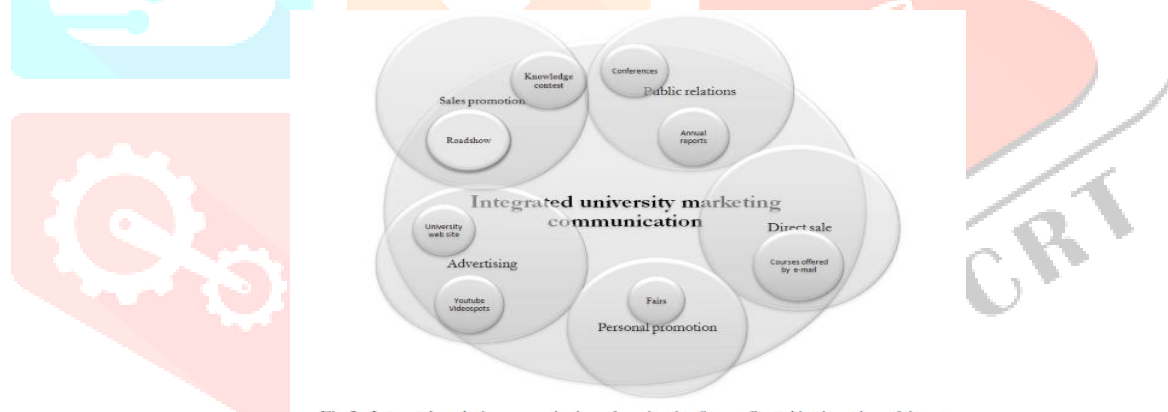 Knowledge
contest
Sales promotion
Roadshow
Conferences
Public relations
Annual
reports
Integrated university marketing
communication
University
web site
Advertising
Youtube
Videospots
Direct sale
Courses offered
by e-mail
Fairs
Personal promotion
CRT